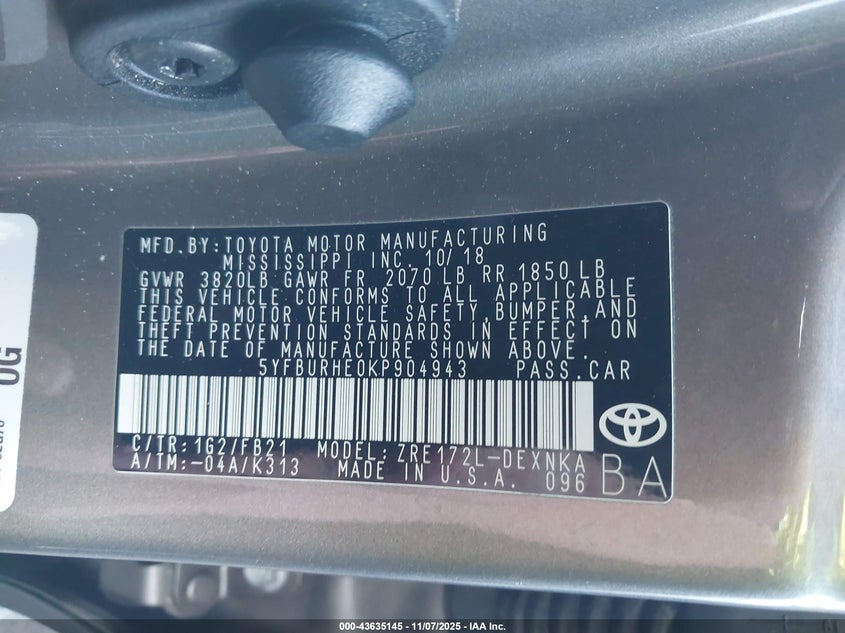 MFD. BY: TOYOTA MOTOR MANUFACTURING
MISSISSIPPI INC. 10/18
GVWR 3820LB GAWR FR 2070 LB RR 1850 LB
THIS VEHICLE CONFORMS TO ALL APPLICABLE
FEDERAL MOTOR VEHICLE SAFETY, BUMPER, AND
THEFT PREVENTION STANDARDS IN EFFECT ON
THE DATE OF MANUFACTURE SHOWN ABOVE.
5YFBURHE0KP904943 PASS. CAR
C/TR: 1G2/FB21 MODEL: ZRE172L-DEXNKA
A/TM: -04A/K313 MADE IN U.S.A. 096
BA
OG
000-43635145 - 11/07/2025 - IAA Inc.